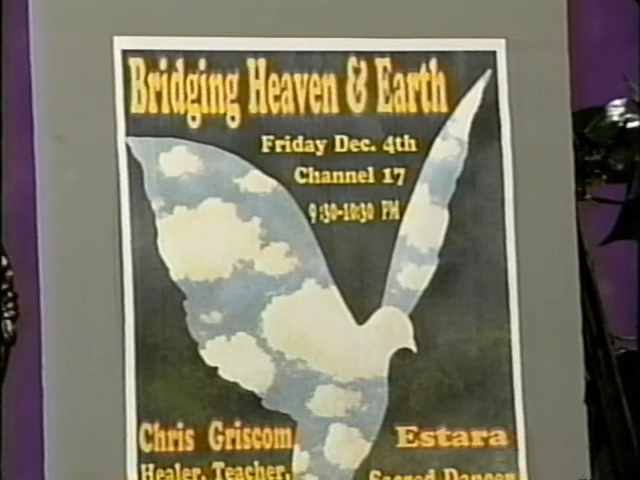 Bridging Heaven & Earth
Friday Dec. 4th
Channel 17
9:30-10:30 PM
Chris Griscom Estara
Healer, Teacher, Sacred Dancer